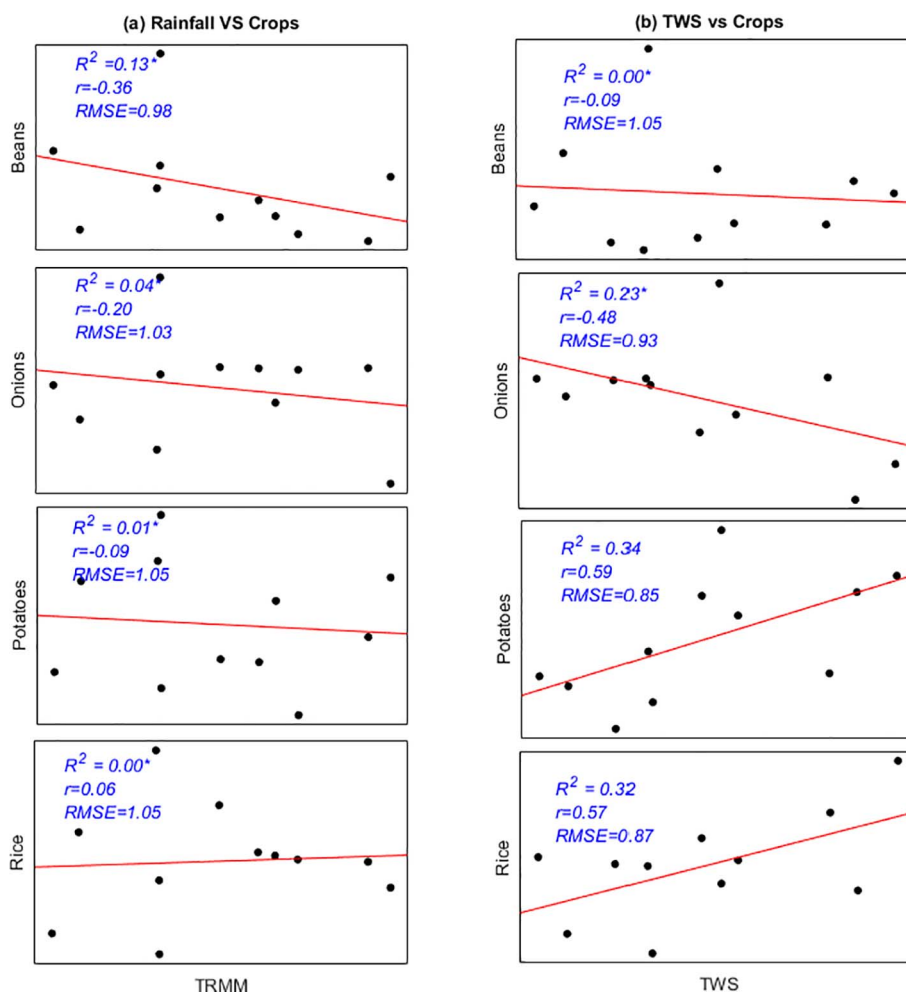 (a) Rainfall VS Crops
Beans
R² =0.13*
r=-0.36
RMSE=0.98
Onions
R² = 0.04*
r=-0.20
RMSE=1.03
Potatoes
R² = 0.01*
r=-0.09
RMSE=1.05
Rice
R² = 0.00*
r=0.06
RMSE=1.05
TRMM
(b) TWS vs Crops
Beans
R² = 0.00*
r=-0.09
RMSE=1.05
Onions
R² = 0.23*
r=-0.48
RMSE=0.93
Potatoes
R² = 0.34
r=0.59
RMSE=0.85
Rice
R² = 0.32
r=0.57
RMSE=0.87
TWS